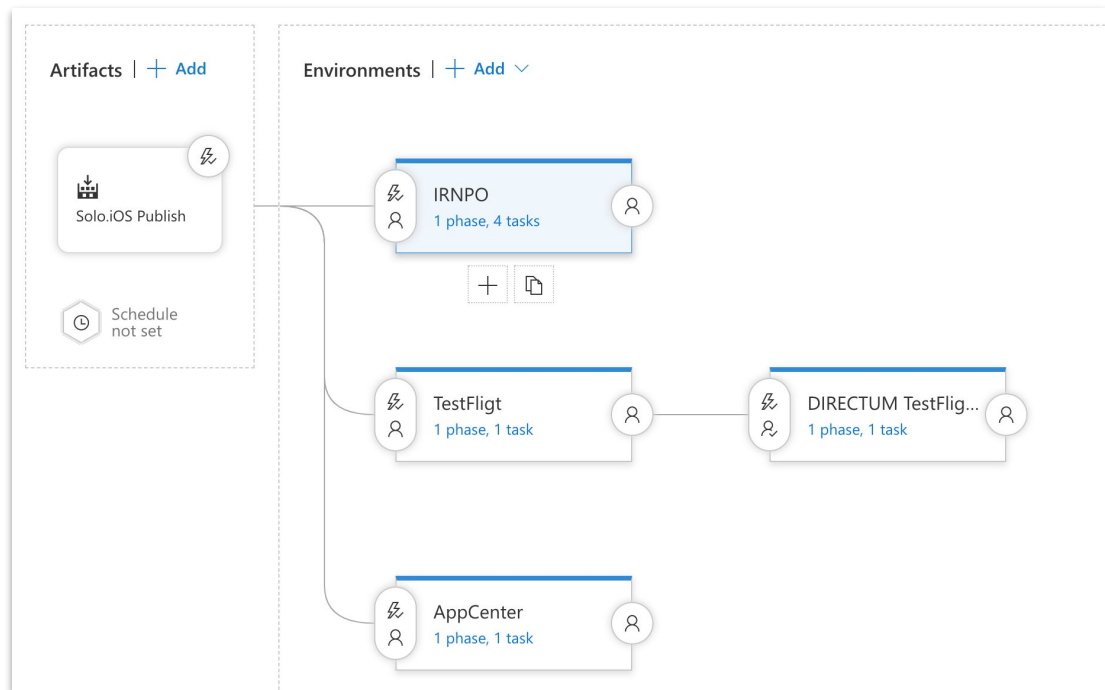 Artifacts | + Add
Environments | + Add
Solo.iOS Publish
Schedule
not set
IRNPO
1 phase, 4 tasks
TestFligt
1 phase, 1 task
DIRECTUM TestFlig...
1 phase, 1 task
AppCenter
1 phase, 1 task